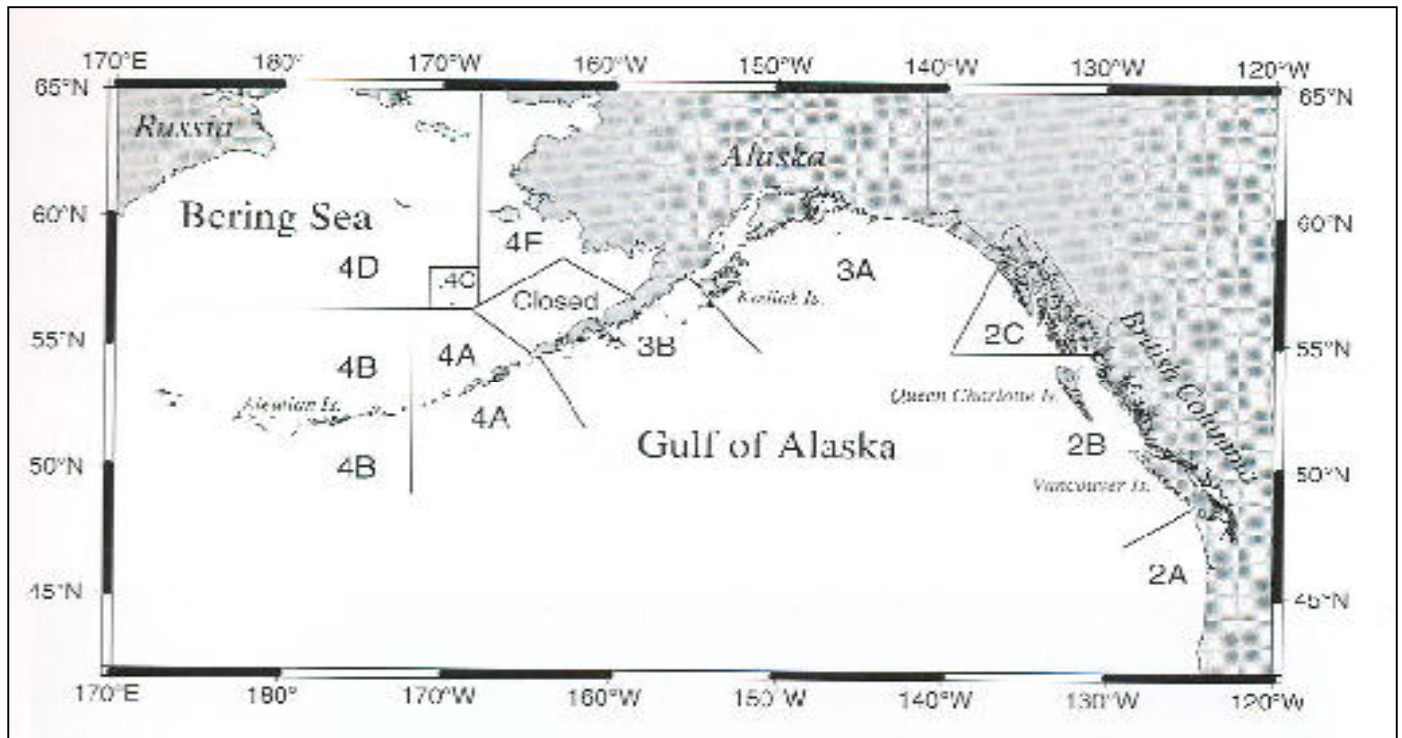 170°E 180° 170°W 160°W 150°W 140°W 130°W 120°W
65°N 65°N
Russia
Alaska
60°N 60°N
Bering Sea
4E
4D
4C
3A
Closed
Kodiak Is.
55°N 55°N
4B
4A
3B
2C
British Columbia
Aleutian Is.
4A
Queen Charlotte Is.
Gulf of Alaska
2B
50°N 50°N
4B
Vancouver Is.
2A
45°N 45°N
170°E 180° 170°W 160°W 150°W 140°W 130°W 120°W